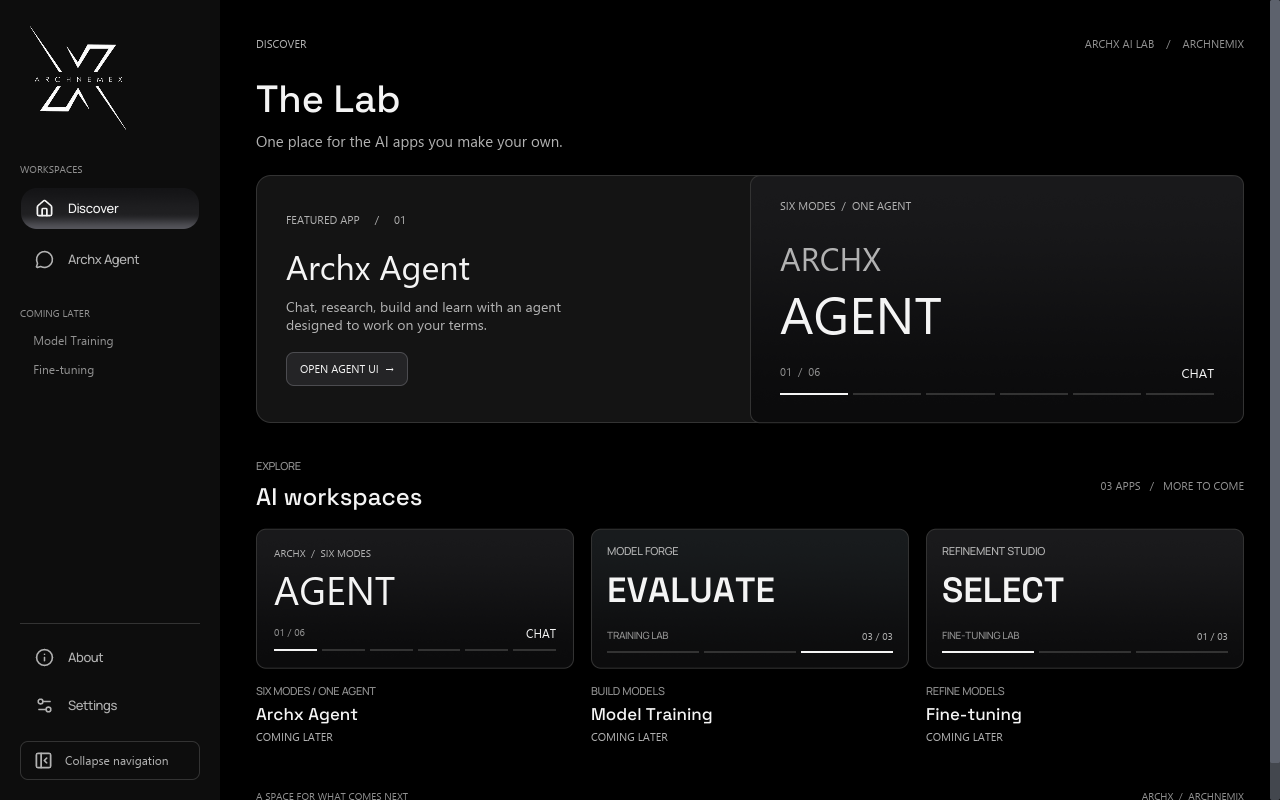 ARCHNEMEX
WORKSPACES
Discover
Archx Agent
COMING LATER
Model Training
Fine-tuning
About
Settings
Collapse navigation
DISCOVER
ARCHX AI LAB / ARCHNEMIX
The Lab
One place for the AI apps you make your own.
FEATURED APP / 01
Archx Agent
Chat, research, build and learn with an agent
designed to work on your terms.
OPEN AGENT UI →
SIX MODES / ONE AGENT
ARCHX
AGENT
01 / 06
CHAT
EXPLORE
AI workspaces
03 APPS / MORE TO COME
ARCHX / SIX MODES
AGENT
01 / 06
CHAT
SIX MODES / ONE AGENT
Archx Agent
COMING LATER
MODEL FORGE
EVALUATE
TRAINING LAB
03 / 03
BUILD MODELS
Model Training
COMING LATER
REFINEMENT STUDIO
SELECT
FINE-TUNING LAB
01 / 03
REFINE MODELS
Fine-tuning
COMING LATER
A SPACE FOR WHAT COMES NEXT
ARCHX / ARCHNEMIX